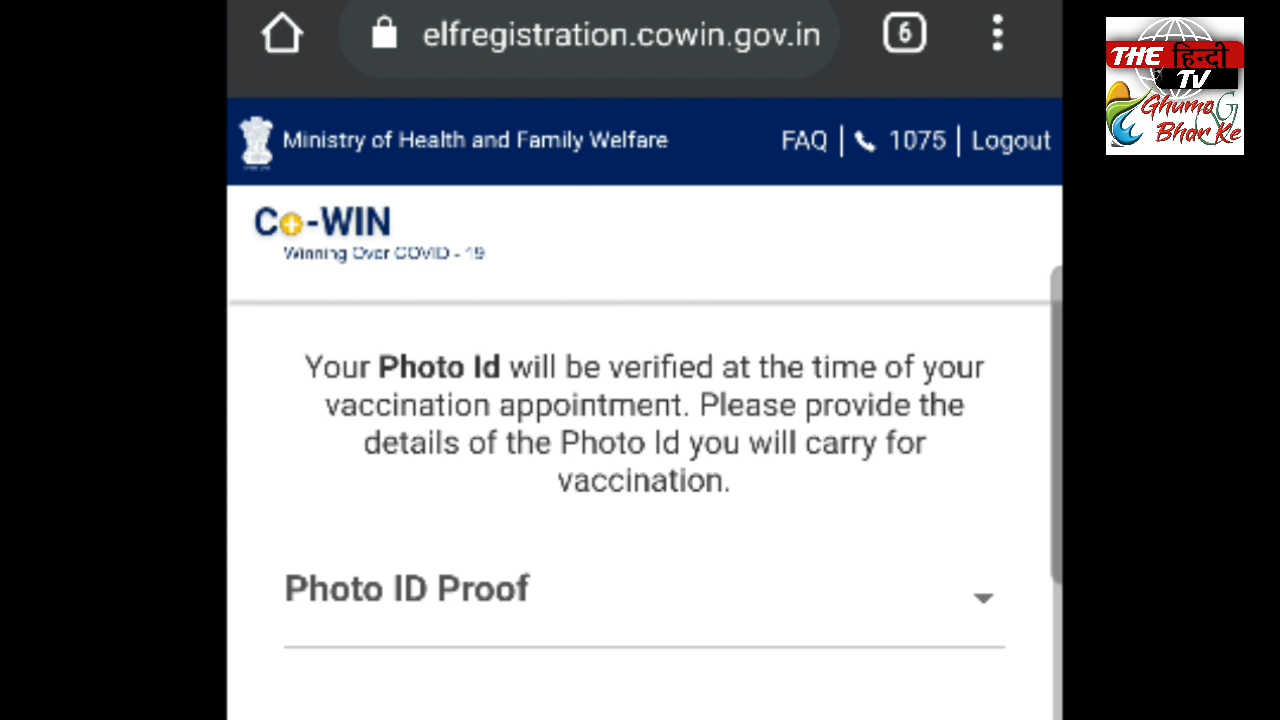 elfregistration.cowin.gov.in
6
Ministry of Health and Family Welfare
FAQ | 1075 | Logout
Co-WIN
Winning Over COVID - 19
Your Photo Id will be verified at the time of your
vaccination appointment. Please provide the
details of the Photo Id you will carry for
vaccination.
Photo ID Proof
THE हिन्दी
TV
Ghumo
Bhar Ke